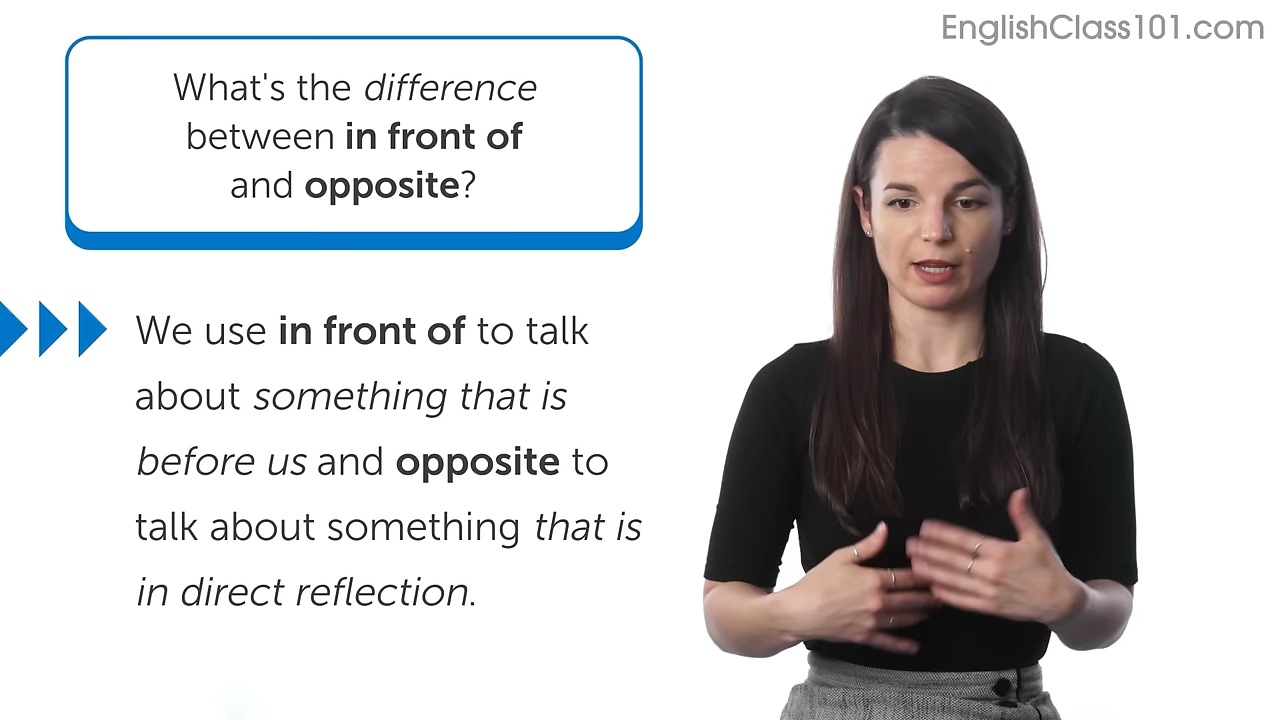 EnglishClass101.com
What's the difference
between in front of
and opposite?
We use in front of to talk
about something that is
before us and opposite to
talk about something that is
in direct reflection.